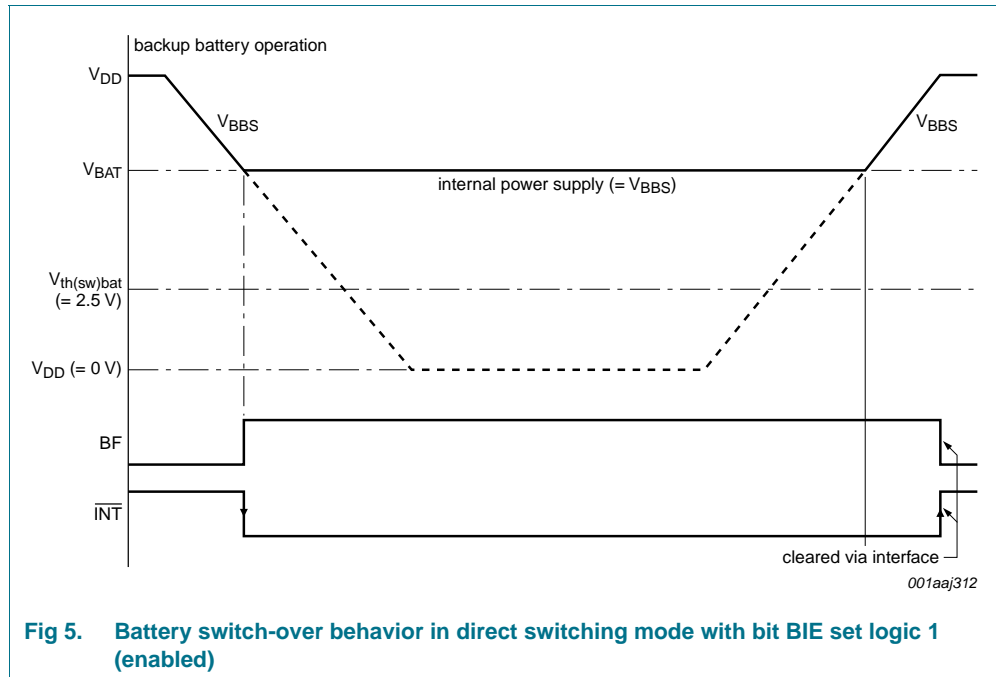 backup battery operation
VDD
VBBS
VBBS
VBAT
internal power supply (= VBBS)
Vth(sw)bat
(= 2.5 V)
VDD (= 0 V)
BF
INT
cleared via interface
001aaj312
Fig 5. Battery switch-over behavior in direct switching mode with bit BIE set logic 1
(enabled)